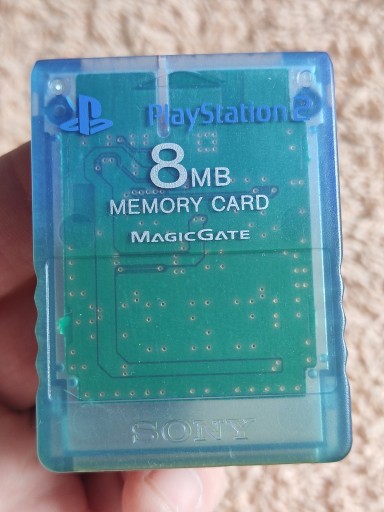 PlayStation 2
8MB
MEMORY CARD
MAGICGATE
SONY